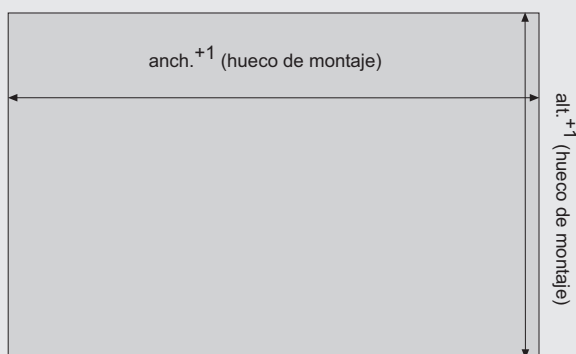 anch.+1 (hueco de montaje)
alt.+1 (hueco de montaje)